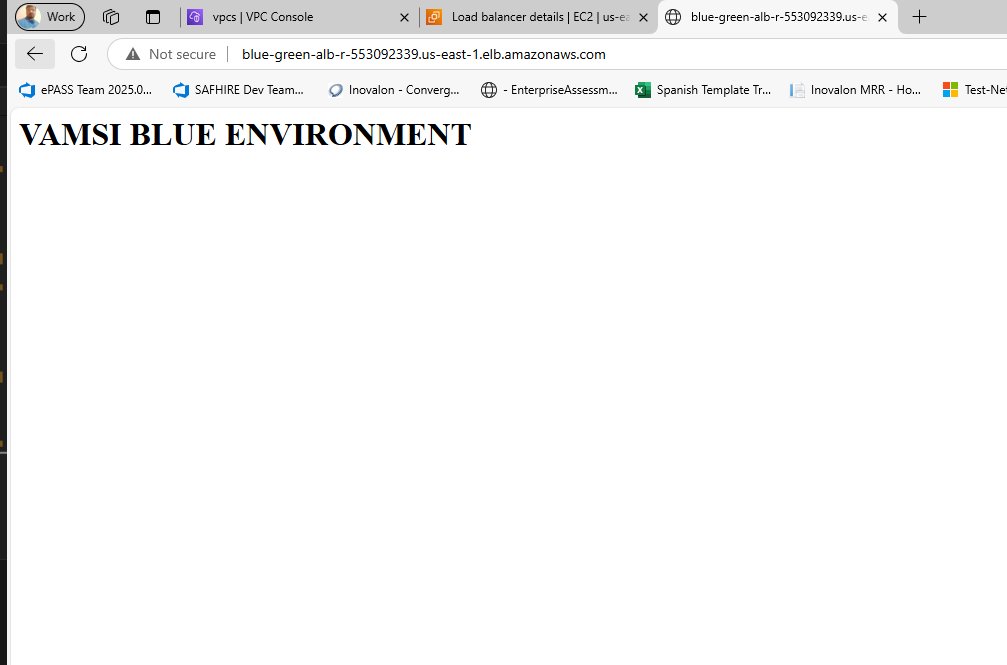 Work
vpcs | VPC Console
Load balancer details | EC2 | us-ea
blue-green-alb-r-553092339.us-e
Not secure
blue-green-alb-r-553092339.us-east-1.elb.amazonaws.com
ePASS Team 2025.0...
SAFHIRE Dev Team...
Inovalon - Converg...
- EnterpriseAssessm...
Spanish Template Tr...
Inovalon MRR - Ho...
Test-Ne
VAMSI BLUE ENVIRONMENT